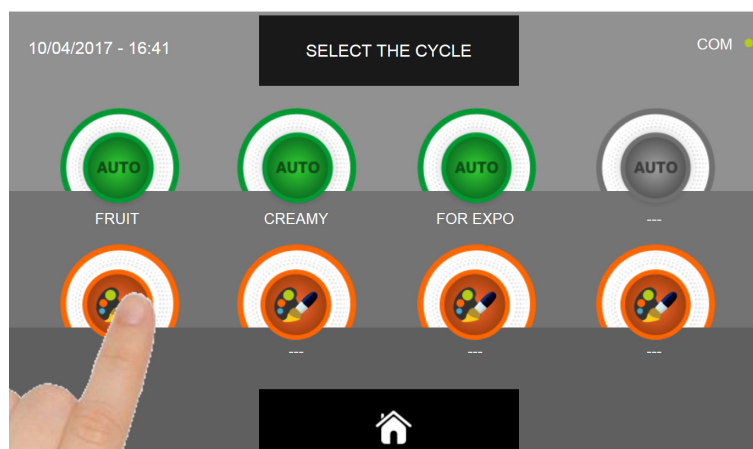 10/04/2017 - 16:41
SELECT THE CYCLE
COM
AUTO
AUTO
AUTO
AUTO
FRUIT
CREAMY
FOR EXPO
---
---
---
---